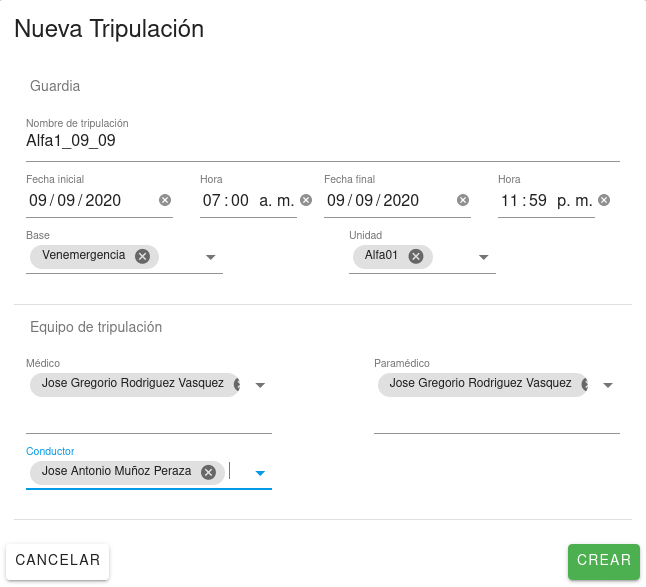 Nueva Tripulación
Guardia
Nombre de tripulación
Alfa1_09_09
Fecha inicial Hora Fecha final Hora
09/09/2020 07:00 a. m. 09/09/2020 11:59 p. m.
Base Unidad
Venemergencia Alfa01
Equipo de tripulación
Médico Paramédico
Jose Gregorio Rodriguez Vasquez Jose Gregorio Rodriguez Vasquez
Conductor
Jose Antonio Muñoz Peraza
CANCELAR CREAR